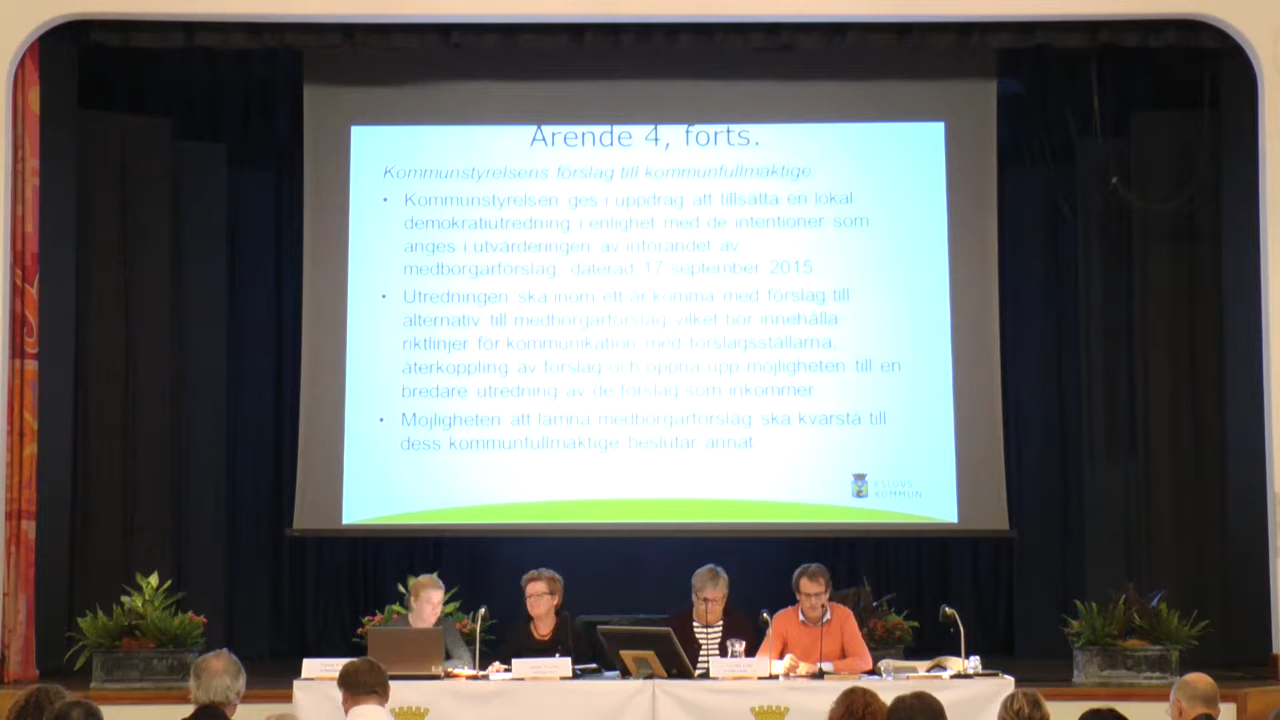 Ärende 4, forts.
Kommunstyrelsens förslag till kommunfullmäktige
• Kommunstyrelsen ges i uppdrag att tillsätta en lokal
demokratiutredning i enlighet med de intentioner som
anges i utvärderingen av införandet av
medborgarförslag, daterad 17 september 2015.
• Utredningen ska inom ett år komma med förslag till
alternativ till medborgarförslag vilket bör innehålla
riktlinjer för kommunikation med förslagsställarna,
återkoppling av förslag och öppna upp möjligheten till en
bredare utredning av de förslag som inkommer
• Möjligheten att lämna medborgarförslag ska kvarstå till
dess kommunfullmäktige beslutar annat
ESLÖVS
KOMMUN